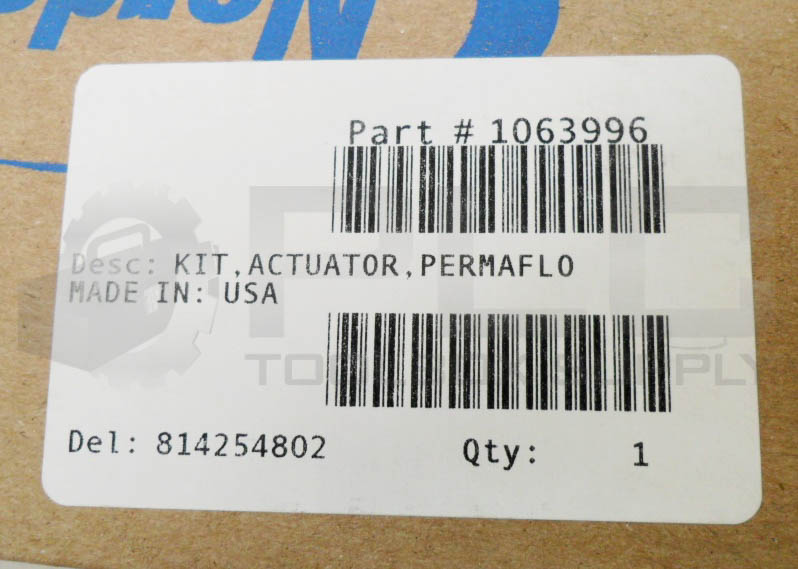 Part # 1063996
Desc: KIT,ACTUATOR,PERMAFLO
MADE IN: USA
Del: 814254802 Qty: 1